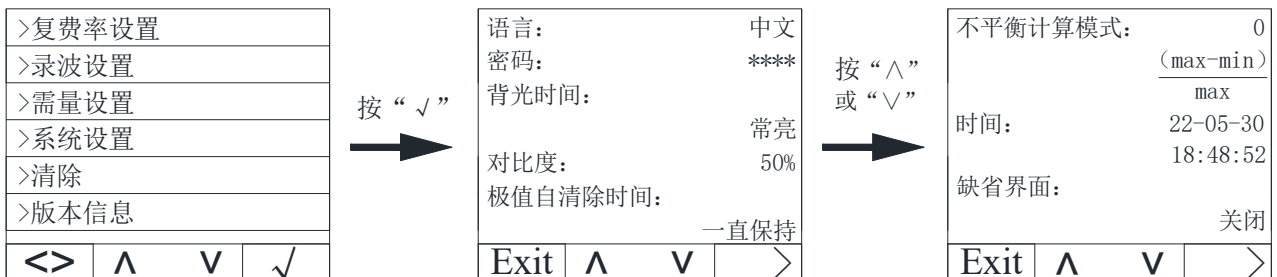 >复费率设置
>录波设置
>需量设置
>系统设置
>清除
>版本信息
<> ∧ ∨ √
按“√”
语言： 中文
密码： ****
背光时间：
常亮
对比度： 50%
极值自清除时间：
一直保持
Exit ∧ ∨ >
按“∧”
或“∨”
不平衡计算模式： 0
(max-min)
max
时间： 22-05-30
18:48:52
缺省界面：
关闭
Exit ∧ ∨ >